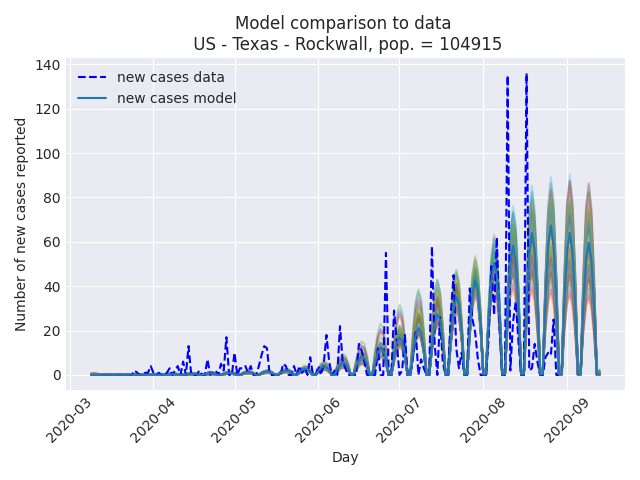 Model comparison to data
US - Texas - Rockwall, pop. = 104915
new cases data
new cases model
Number of new cases reported
140
120
100
80
60
40
20
0
2020-03
2020-04
2020-05
2020-06
2020-07
2020-08
2020-09
Day